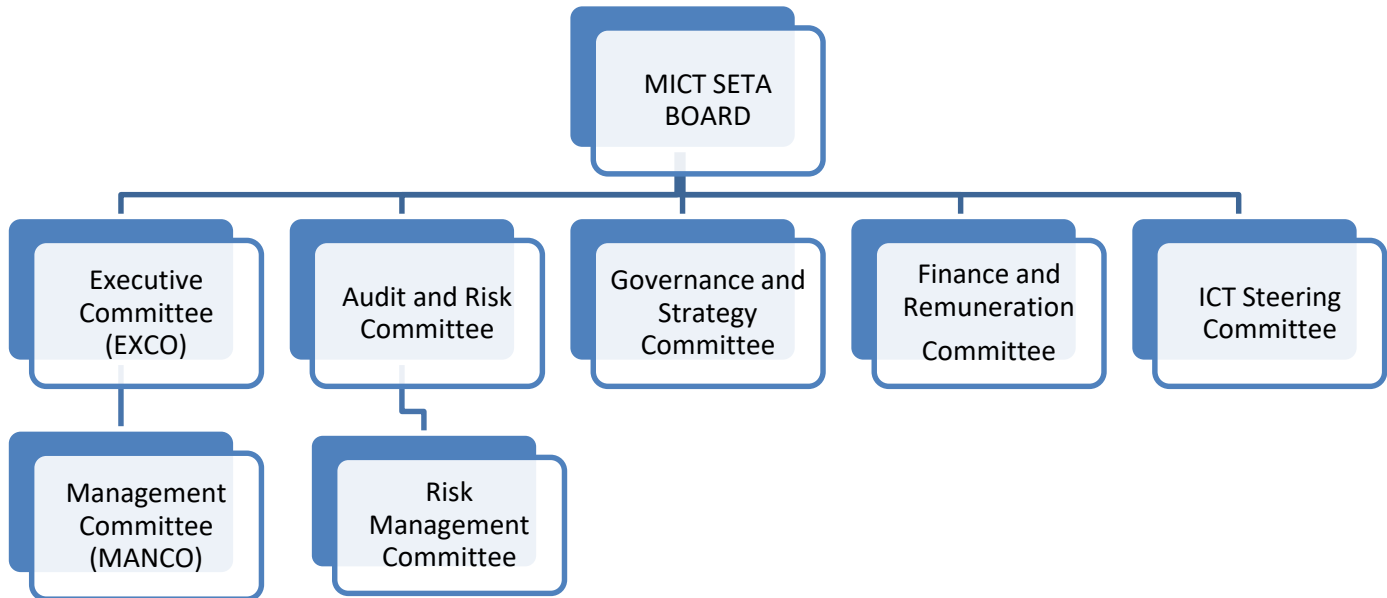 MICT SETA
BOARD
Executive
Committee
(EXCO)
Audit and Risk
Committee
Governance and
Strategy
Committee
Finance and
Remuneration
Committee
ICT Steering
Committee
Management
Committee
(MANCO)
Risk
Management
Committee